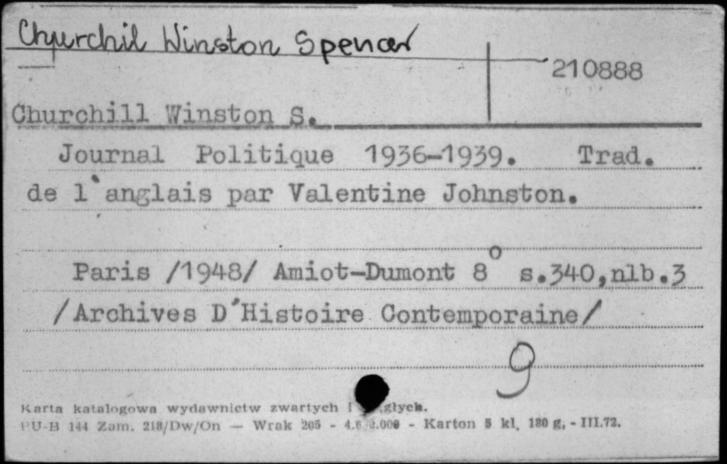 Churchil Winston Spencer
210888
Churchill Winston S.
Journal Politique 1936-1939. Trad.
de l'anglais par Valentine Johnston.
Paris /1948/ Amiot-Dumont 8° s.340,nlb.3
/Archives D'Histoire Contemporaine/
9
Karta katalogowa wydawnictw zwartych i
PU-B 144 Zam. 218/Dw/On — Wrak 205 - - Karton 5 kl. 180 g. - III.72.